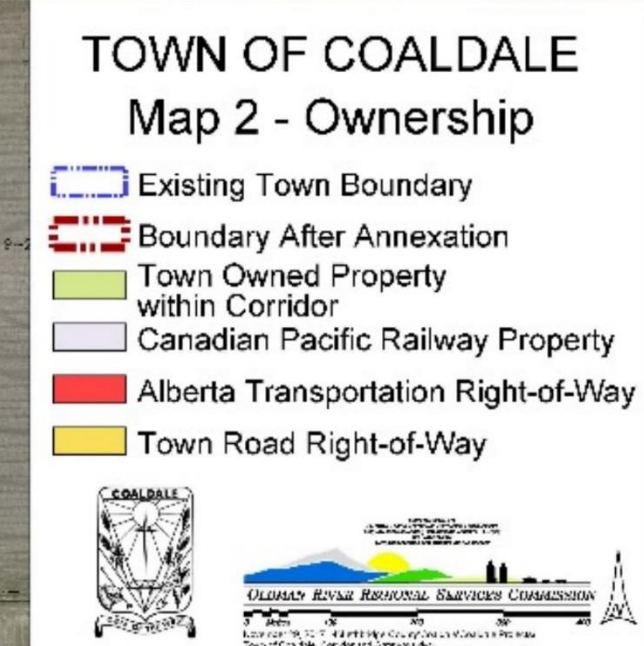 TOWN OF COALDALE
Map 2 - Ownership
Existing Town Boundary
Boundary After Annexation
Town Owned Property
within Corridor
Canadian Pacific Railway Property
Alberta Transportation Right-of-Way
Town Road Right-of-Way
COALDALE
OLDMAN RIVER REGIONAL SERVICES COMMISSION